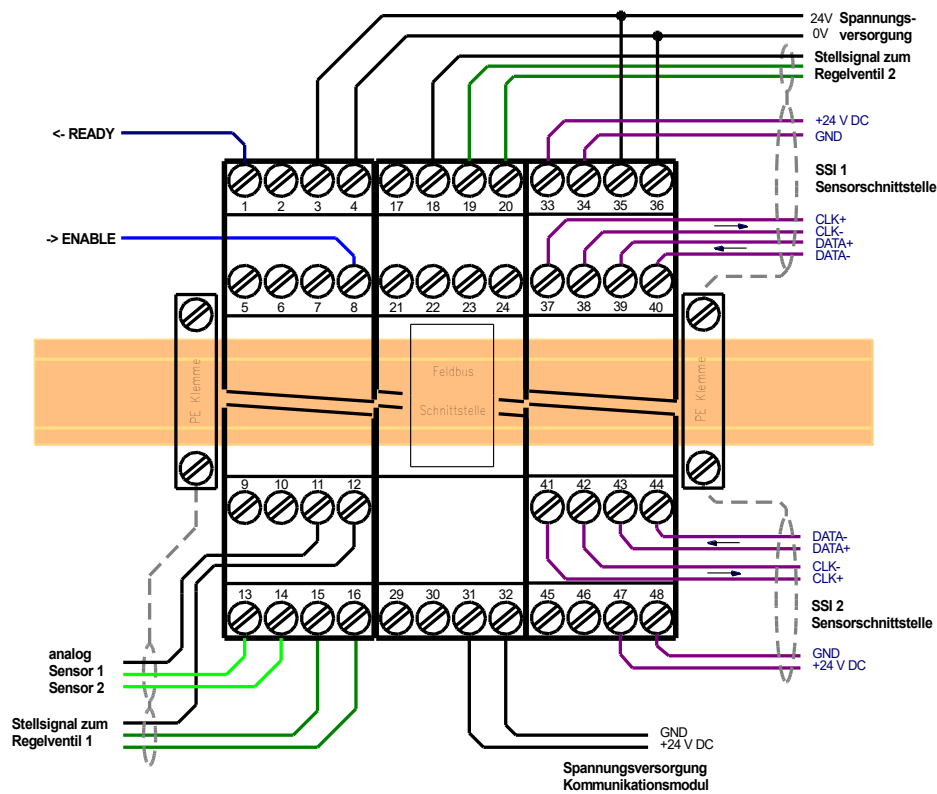 24V Spannungs-
0V versorgung
Stellsignal zum
Regelventil 2
<- READY
+24 V DC
GND
SSI 1
Sensorschnittstelle
1 2 3 4 17 18 19 20 33 34 35 36
CLK+
CLK-
DATA+
DATA-
-> ENABLE
5 6 7 8 21 22 23 24 37 38 39 40
PE Klemme
Feldbus
Schnittstelle
PE Klemme
9 10 11 12 41 42 43 44
DATA-
DATA+
CLK-
CLK+
13 14 15 16 29 30 31 32 45 46 47 48
SSI 2
Sensorschnittstelle
analog
Sensor 1
Sensor 2
GND
+24 V DC
Stellsignal zum
Regelventil 1
GND
+24 V DC
Spannungsversorgung
Kommunikationsmodul